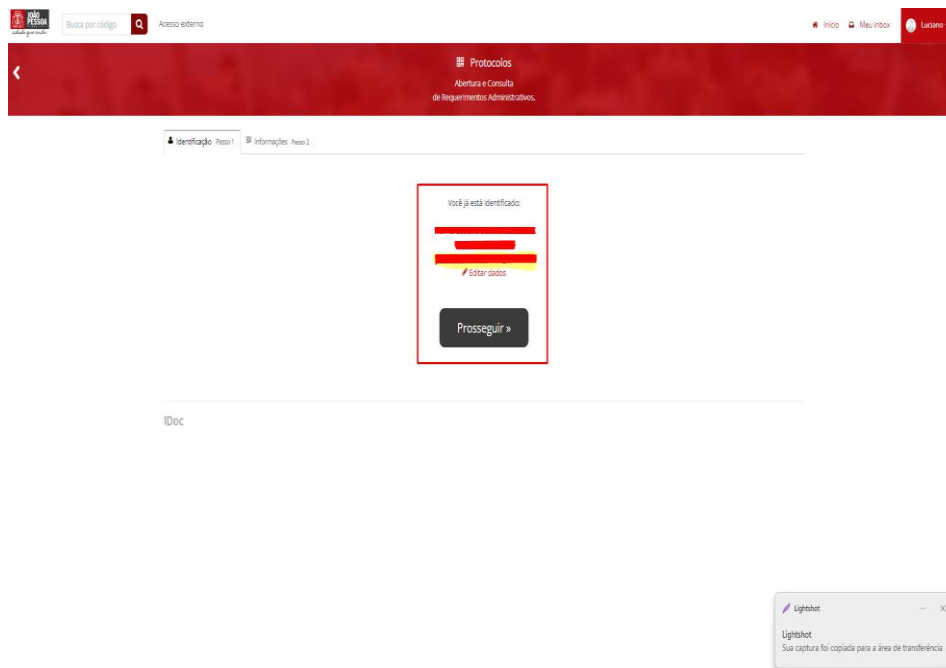 JOÃO PESSOA
Busca por código
Acesso externo
Início
Meu inbox
Luciano
Protocolos
Abertura e Consulta
de Requerimentos Administrativos.
Identificação Passo 1
Informações Passo 2
Você já está identificado:
Editar dados
Prosseguir »
1Doc
Lightshot
Lightshot
Sua captura foi copiada para a área de transferência